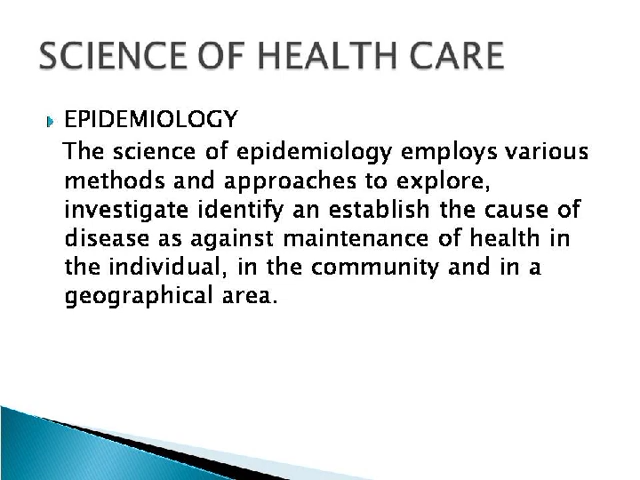 SCIENCE OF HEALTH CARE
EPIDEMIOLOGY
The science of epidemiology employs various
methods and approaches to explore,
investigate identify an establish the cause of
disease as against maintenance of health in
the individual, in the community and in a
geographical area.